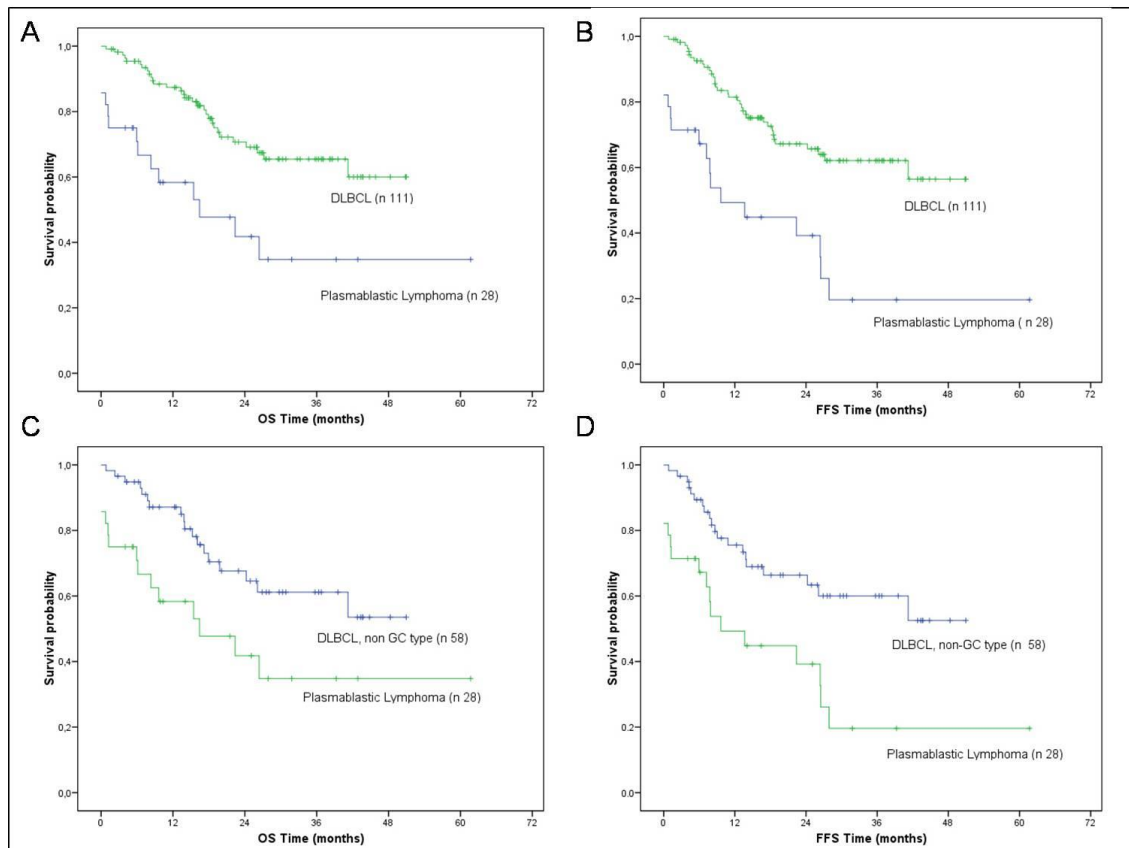 A
Survival probability
1,0
0,8
0,6
0,4
0,2
0,0
DLBCL (n 111)
Plasmablastic Lymphoma (n 28)
0 12 24 36 48 60 72
OS Time (months)
B
Survival probability
1,0
0,8
0,6
0,4
0,2
0,0
DLBCL (n 111)
Plasmablastic Lymphoma ( n 28)
0 12 24 36 48 60 72
FFS Time (months)
C
Survival probability
1,0
0,8
0,6
0,4
0,2
0,0
DLBCL, non GC type (n 58)
Plasmablastic Lymphoma (n 28)
0 12 24 36 48 60 72
OS Time (months)
D
Survival probability
1,0
0,8
0,6
0,4
0,2
0,0
DLBCL, non-GC type (n 58)
Plasmablastic Lymphoma (n 28)
0 12 24 36 48 60 72
FFS Time (months)